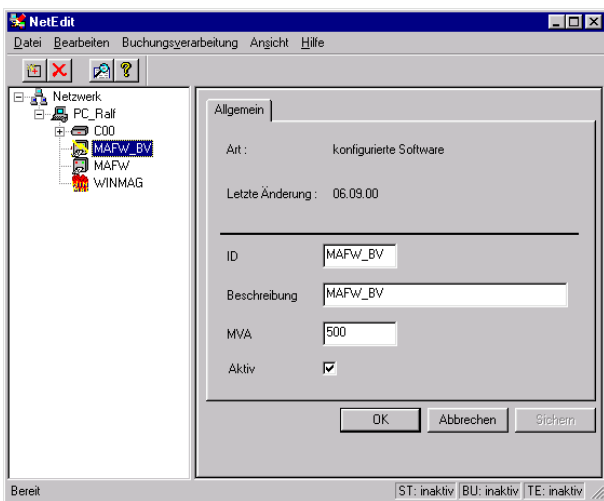 NetEdit
Datei Bearbeiten Buchungsverarbeitung Ansicht Hilfe
Netzwerk
PC_Ralf
C00
MAFW_BV
MAFW
WINMAG
Allgemein
Art : konfigurierte Software
Letzte Änderung : 06.09.00
ID MAFW_BV
Beschreibung MAFW_BV
MVA 500
Aktiv
OK Abbrechen Sichern
Bereit ST: inaktiv BU: inaktiv TE: inaktiv